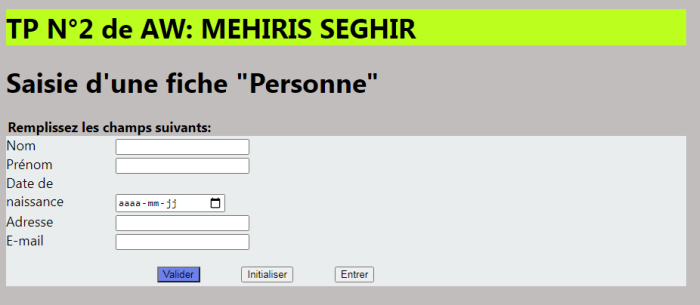 TP N°2 de AW: MEHIRIS SEGHIR
Saisie d'une fiche "Personne"
Remplissez les champs suivants:
Nom
Prénom
Date de
naissance aaaa-mm-jj
Adresse
E-mail
Valider Initialiser Entrer